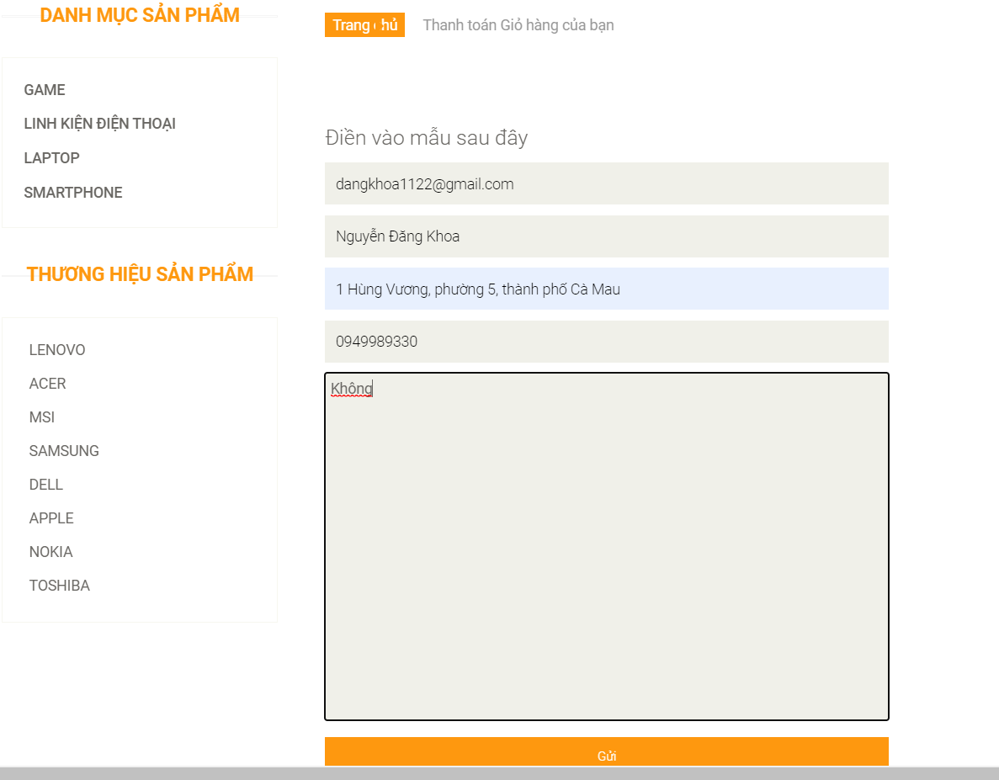 DANH MỤC SẢN PHẨM
GAME
LINH KIỆN ĐIỆN THOẠI
LAPTOP
SMARTPHONE
THƯƠNG HIỆU SẢN PHẨM
LENOVO
ACER
MSI
SAMSUNG
DELL
APPLE
NOKIA
TOSHIBA
Trang chủ
Thanh toán Giỏ hàng của bạn
Điền vào mẫu sau đây
dangkhoa1122@gmail.com
Nguyễn Đăng Khoa
1 Hùng Vương, phường 5, thành phố Cà Mau
0949989330
Không
Gửi